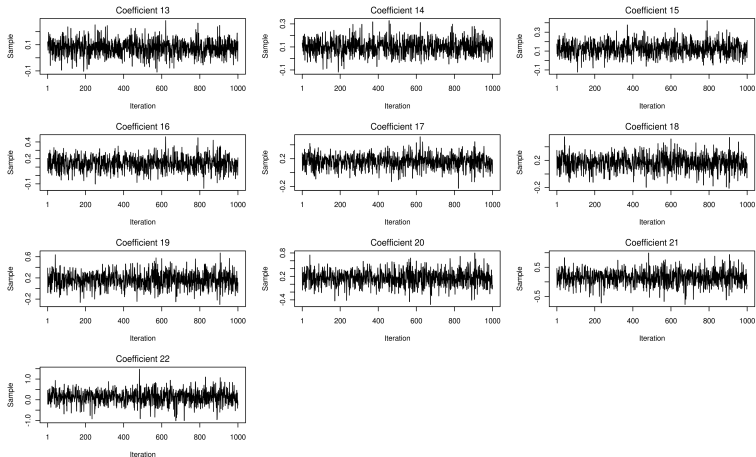 Coefficient 13
Sample
-0.1 0.1
1 200 400 600 800 1000
Iteration
Coefficient 14
Sample
-0.1 0.1 0.3
1 200 400 600 800 1000
Iteration
Coefficient 15
Sample
-0.1 0.1 0.3
1 200 400 600 800 1000
Iteration
Coefficient 16
Sample
-0.1 0.2 0.4
1 200 400 600 800 1000
Iteration
Coefficient 17
Sample
-0.2 0.2
1 200 400 600 800 1000
Iteration
Coefficient 18
Sample
-0.2 0.2
1 200 400 600 800 1000
Iteration
Coefficient 19
Sample
-0.2 0.2 0.6
1 200 400 600 800 1000
Iteration
Coefficient 20
Sample
-0.4 0.2 0.8
1 200 400 600 800 1000
Iteration
Coefficient 21
Sample
-0.5 0.5
1 200 400 600 800 1000
Iteration
Coefficient 22
Sample
-1.0 0.0 1.0
1 200 400 600 800 1000
Iteration